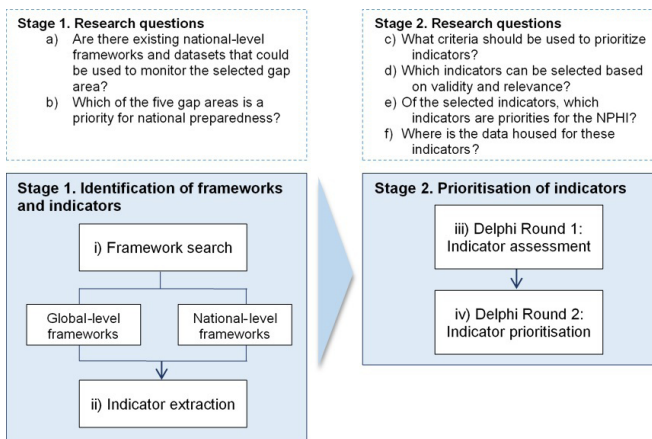 Stage 1. Research questions
a) Are there existing national-level
frameworks and datasets that could
be used to monitor the selected gap
area?
b) Which of the five gap areas is a
priority for national preparedness?
Stage 2. Research questions
c) What criteria should be used to prioritize
indicators?
d) Which indicators can be selected based
on validity and relevance?
e) Of the selected indicators, which
indicators are priorities for the NPHI?
f) Where is the data housed for these
indicators?
Stage 1. Identification of frameworks
and indicators
i) Framework search
Global-level
frameworks
National-level
frameworks
ii) Indicator extraction
Stage 2. Prioritisation of indicators
iii) Delphi Round 1:
Indicator assessment
iv) Delphi Round 2:
Indicator prioritisation